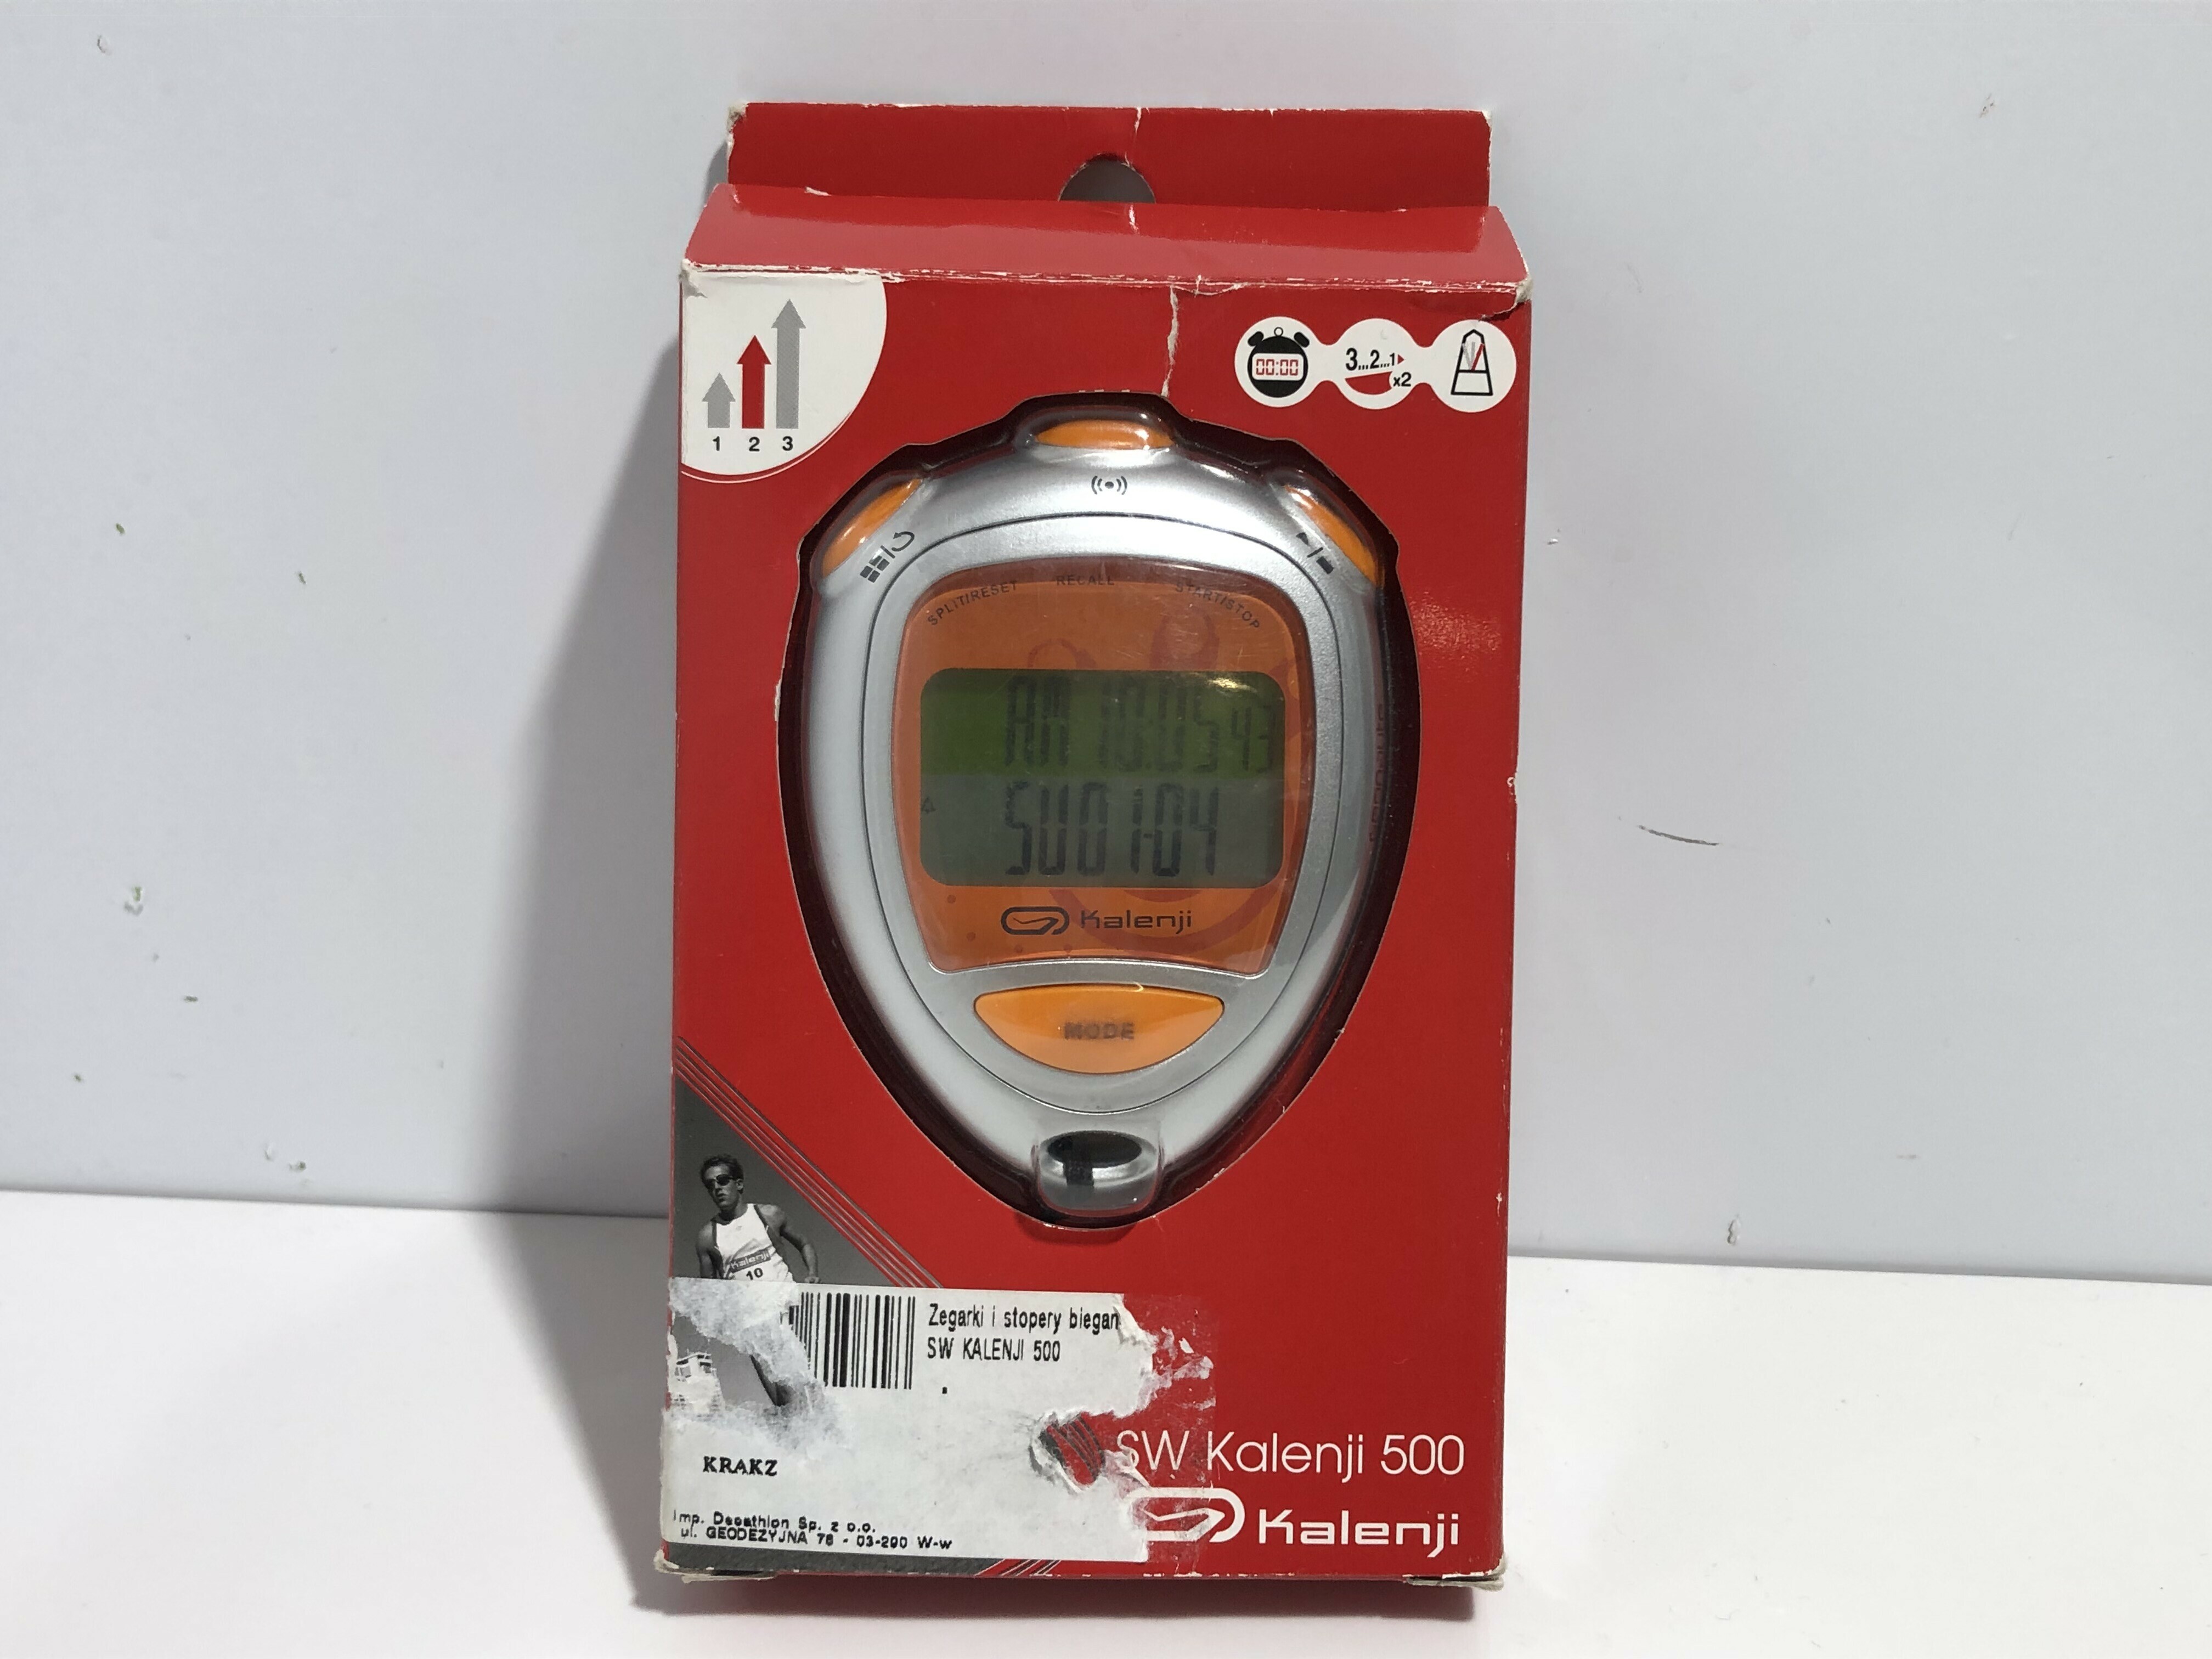 1 2 3
00:00
3...2...1
x2
SPLIT/RESET
RECALL
START/STOP
AM 10:05 43
SU 01-04
Kalenji
MODE
Kalenji
10
Zegarki i stopery biegan
SW KALENJI 500
KRAKZ
SW Kalenji 500
Imp. Decathlon Sp. z o.o.
ul. GEODEZYJNA 76 - 03-290 W-w
Kalenji